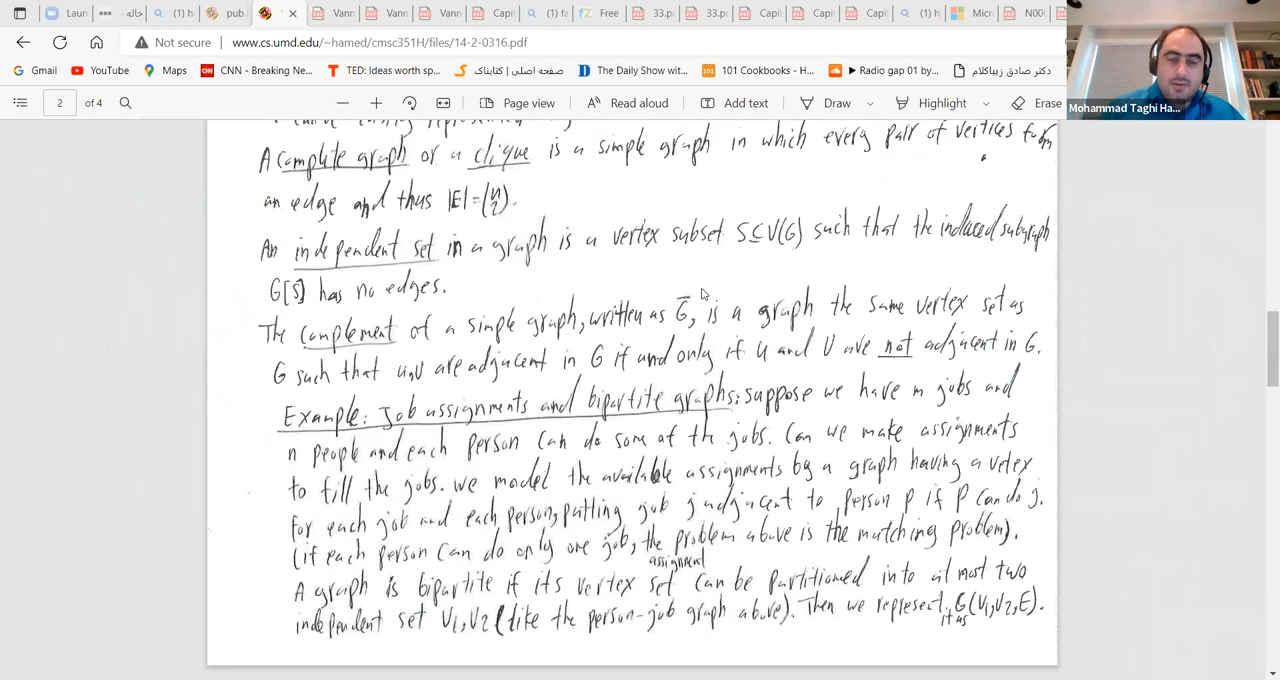 Laun
(1) h
خاله
(1) h
pub.
Vann
Vann
Vann
Capit
(1) fa
Free
33.p
33.p
Capit
Capit
Capit
(1) h
Micr
N00
Not secure www.cs.umd.edu/~hamed/cmsc351H/files/14-2-0316.pdf
Gmail YouTube Maps CNN - Breaking Ne... TED: Ideas worth sp... صفحه اصلی | کتابناک The Daily Show wit... 101 Cookbooks - H... Radio gap 01 by... دکتر صادق زیباکلام
2 of 4 Page view Read aloud Add text Draw Highlight Erase
Mohammad Taghi Ha...
A complete graph or a clique is a simple graph in which every pair of vertices form
an edge and thus |E|=(n 2).
An independent set in a graph is a vertex subset S⊆V(G) such that the induced subgraph
G[S] has no edges.
The complement of a simple graph, written as G̅, is a graph the same vertex set as
G such that u,v are adjacent in G if and only if u and v are not adjacent in G.
Example: Job assignments and bipartite graphs: suppose we have m jobs and
n people and each person can do some of the jobs. Can we make assignments
to fill the jobs. we model the available assignments by a graph having a vetex
for each job and each person, putting job j adjacent to person p if p can do j.
(if each person can do only one job, the problem above is the matching problem).
assignment
A graph is bipartite if its vertex set can be partitioned into at most two
independent set V1,V2 (like the person-job graph above). Then we represent it as G(V1,V2,E).